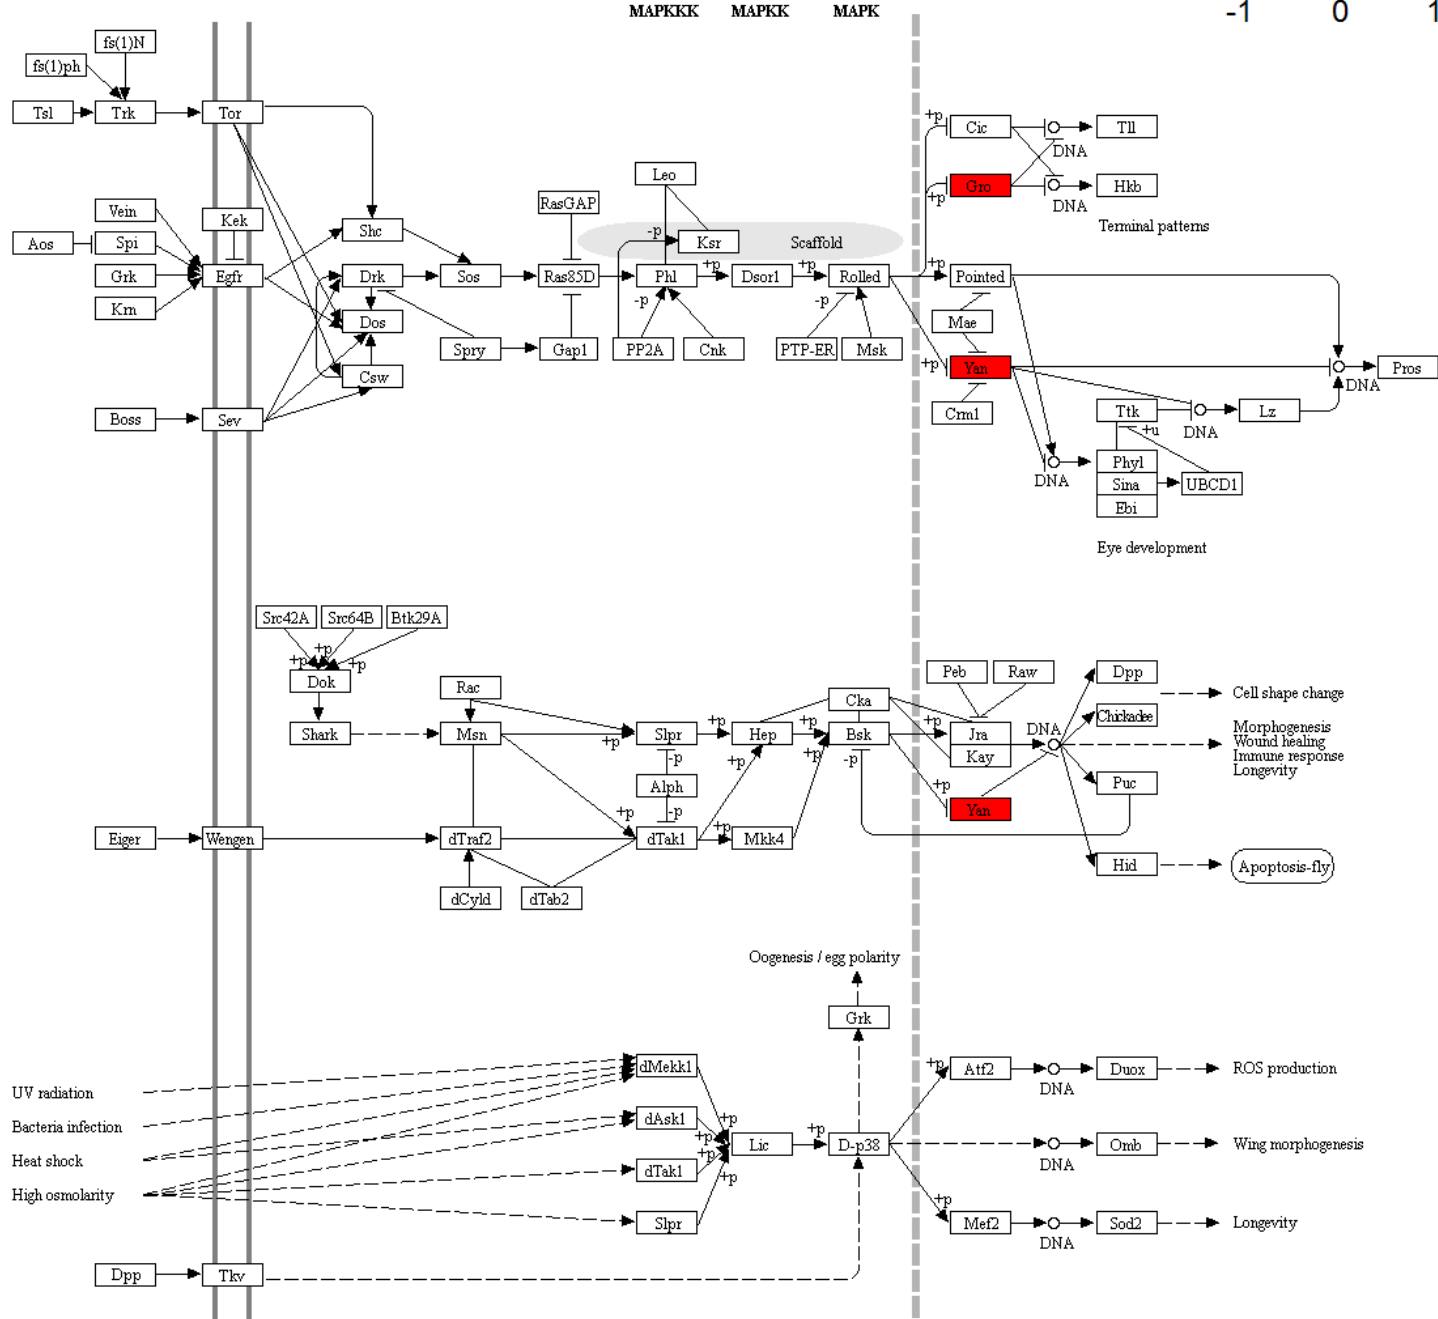 MAPKKK MAPKK MAPK
-1 0 1
fs(1)N
fs(1)ph
Tsl Trk Tor
+p Cic Tll
DNA
Leo
Gro Hkb
+p
DNA
RasGAP
Vein
Kek
Shc
Terminal patterns
Aos Spi
-p Ksr Scaffold
Grk Egfr Drk Sos Ras85D Phl +p Dsor1 +p Rolled +p Pointed
-p -p
Krn
Dos
Mae
Spry Gap1 PP2A Cnk PTP-ER Msk
+p Yan Pros
DNA
Csw
Crm1
Ttk Lz
+u DNA
Boss Sev
Phyl
DNA
Sina UBCD1
Ebi
Eye development
Src42A Src64B Btk29A
+p +p +p
Dok
Rac
Peb Raw
Dpp
Cell shape change
Cka
Chickadee
Shark Msn Slpr +p Hep +p Bsk +p Jra DNA
+p
Kay
-p -p
+p
Morphogenesis
Wound healing
Immune response
Longevity
Alph
Puc
-p
+p
Yan
+p
Eiger Wengen dTraf2 dTak1 +p Mkk4
Hid Apoptosis-fly
dCyld dTab2
Oogenesis / egg polarity
Grk
dMekk1
+p Atf2 Duox ROS production
DNA
UV radiation
Bacteria infection
dAsk1 +p
+p
Lic +p D-p38 Omb Wing morphogenesis
DNA
Heat shock
+p
dTak1
+p
High osmolarity
+p
Slpr
Mef2 Sod2 Longevity
DNA
Dpp Tkv